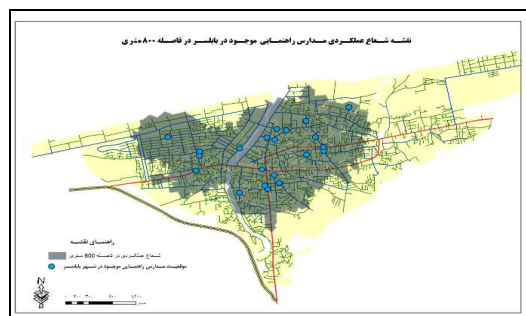 نقشه شعاع عملکردی مدارس راهنمایی موجود در بابلسر در فاصله ۸۰۰ متری
راهنمای نقشه
شعاع عملکردی در فاصله 800 متری
موقعیت مدارس راهنمایی موجود در شهر بابلسر
N